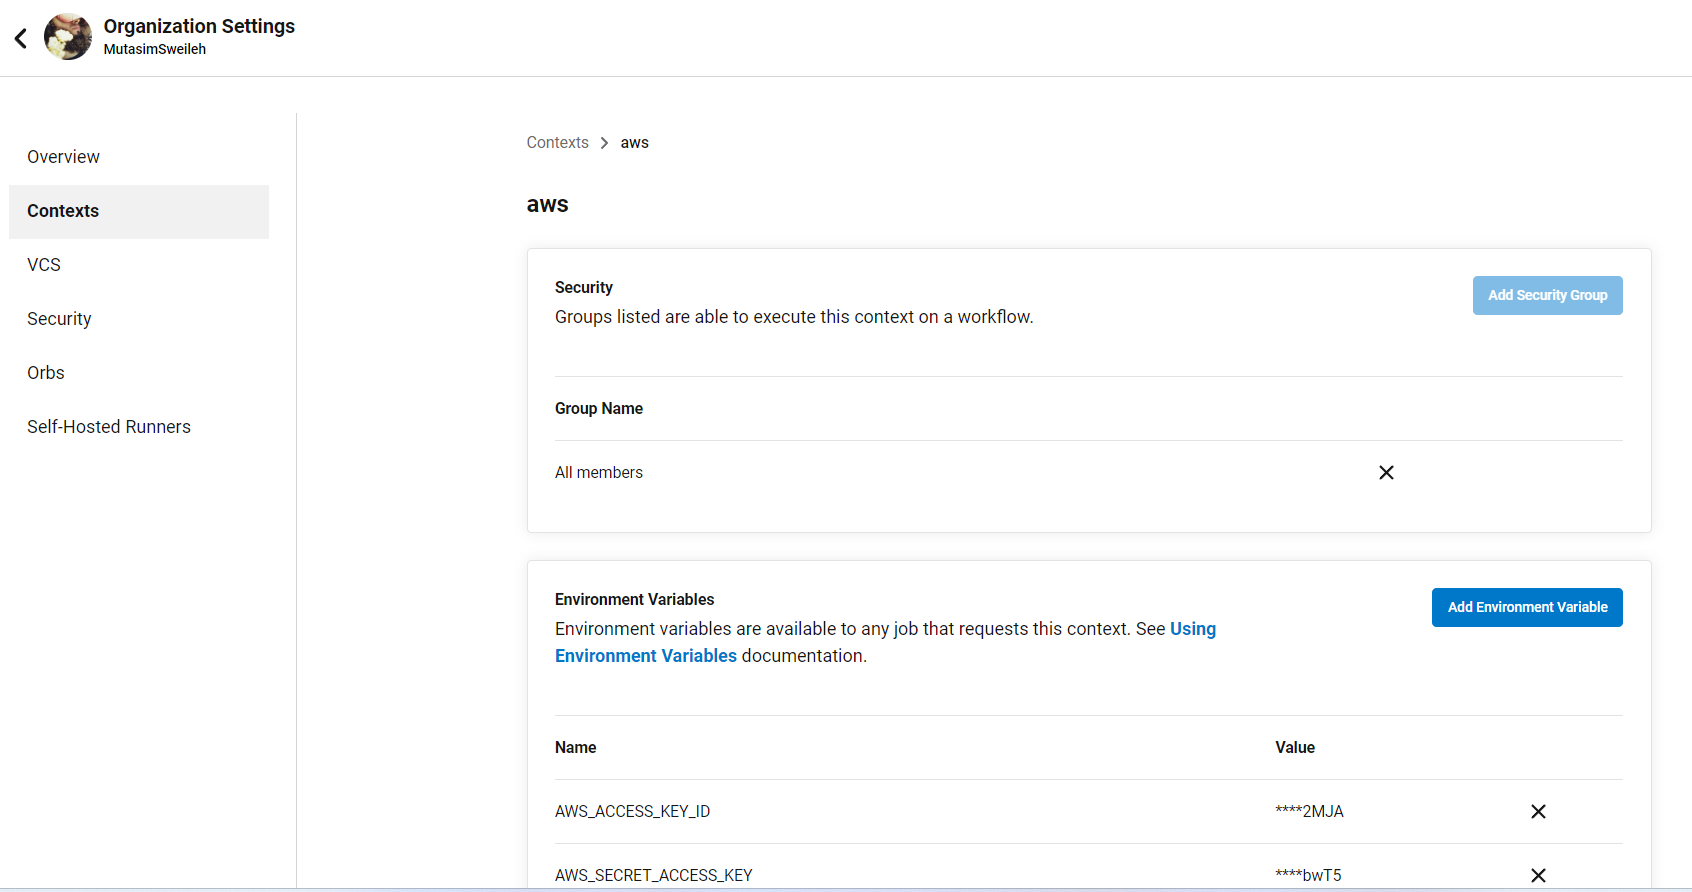 Organization Settings
MutasimSweileh
Overview
Contexts
VCS
Security
Orbs
Self-Hosted Runners
Contexts > aws
aws
Security
Add Security Group
Groups listed are able to execute this context on a workflow.
Group Name
All members
Environment Variables
Add Environment Variable
Environment variables are available to any job that requests this context. See Using
Environment Variables documentation.
Name Value
AWS_ACCESS_KEY_ID ****2MJA
AWS_SECRET_ACCESS_KEY ****bwT5